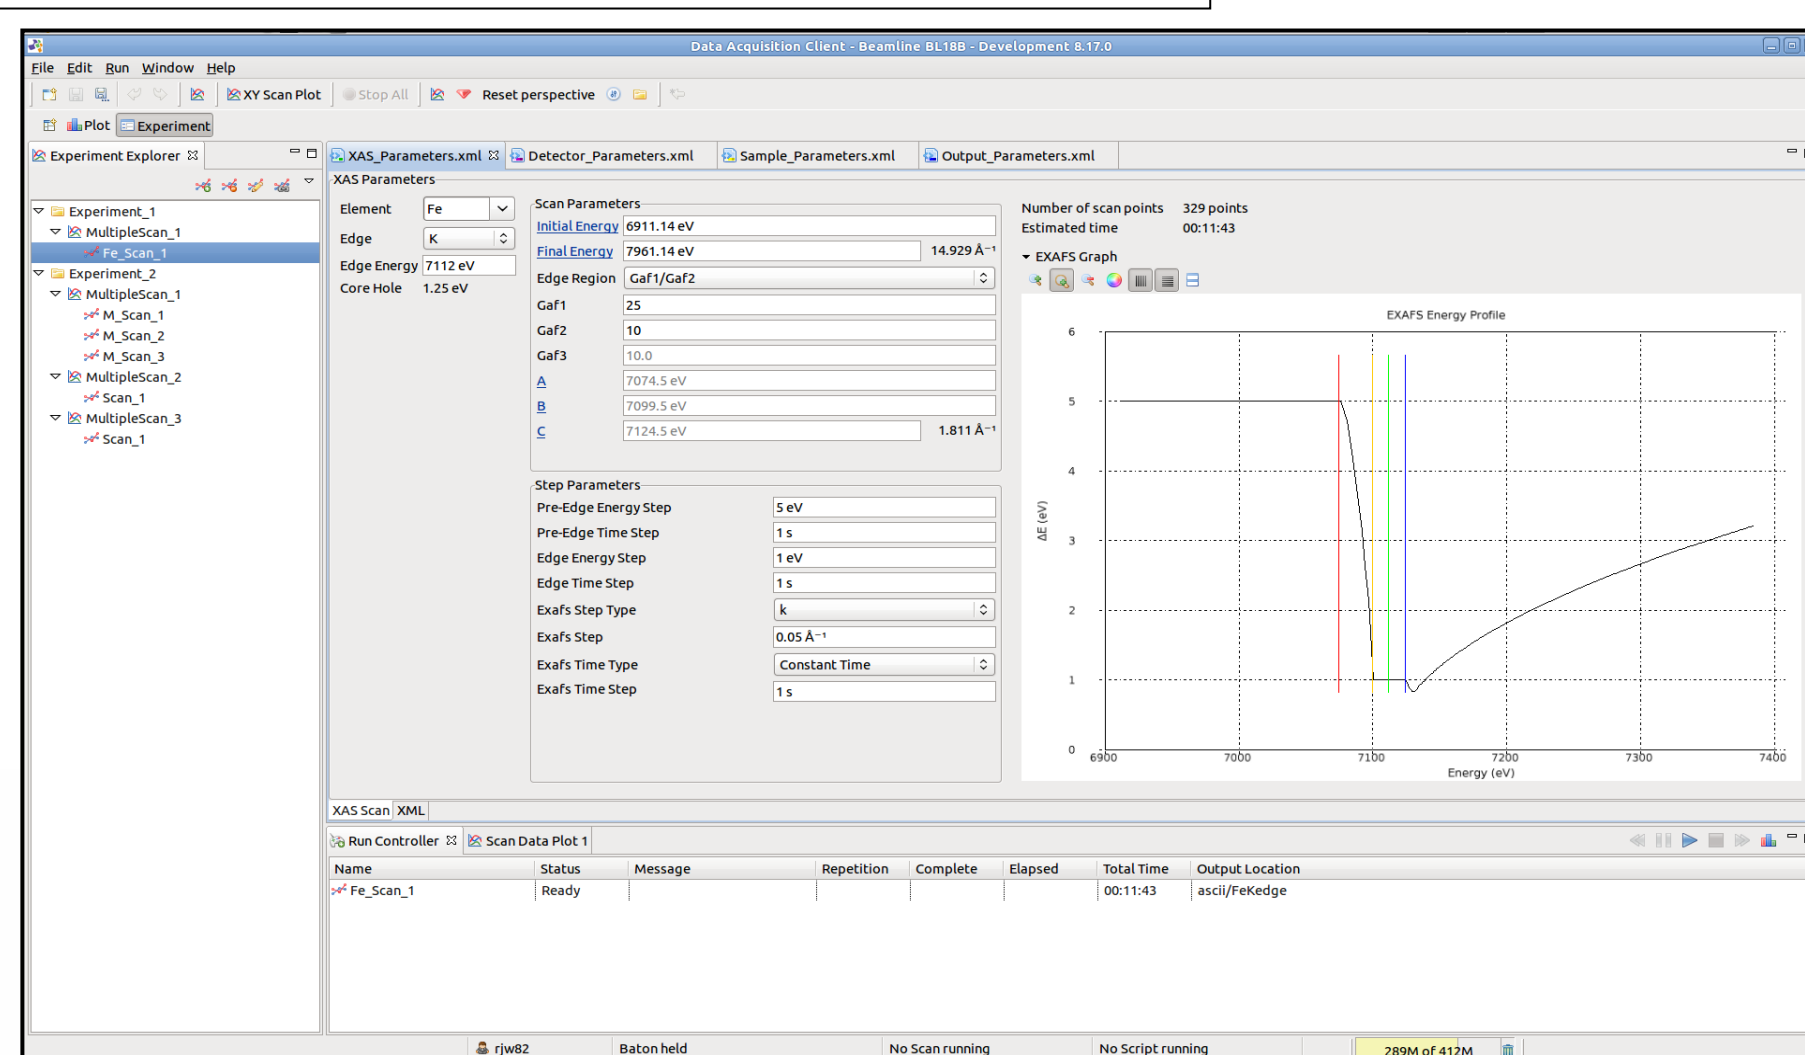 Data Acquisition Client - Beamline BL18B - Development 8.17.0
File Edit Run Window Help
XY Scan Plot Stop All Reset perspective
Plot Experiment
Experiment Explorer
Experiment_1
MultipleScan_1
Fe_Scan_1
Experiment_2
MultipleScan_1
M_Scan_1
M_Scan_2
M_Scan_3
MultipleScan_2
Scan_1
MultipleScan_3
Scan_1
XAS_Parameters.xml Detector_Parameters.xml Sample_Parameters.xml Output_Parameters.xml
XAS Parameters
Element Fe
Edge K
Edge Energy 7112 eV
Core Hole 1.25 eV
Scan Parameters
Initial Energy 6911.14 eV
Final Energy 7961.14 eV 14.929 Å⁻¹
Edge Region Gaf1/Gaf2
Gaf1 25
Gaf2 10
Gaf3 10.0
A 7074.5 eV
B 7099.5 eV
C 7124.5 eV 1.811 Å⁻¹
Step Parameters
Pre-Edge Energy Step 5 eV
Pre-Edge Time Step 1 s
Edge Energy Step 1 eV
Edge Time Step 1 s
Exafs Step Type k
Exafs Step 0.05 Å⁻¹
Exafs Time Type Constant Time
Exafs Time Step 1 s
Number of scan points 329 points
Estimated time 00:11:43
EXAFS Graph
EXAFS Energy Profile
6
5
4
3
2
1
0
ΔE (eV)
6900 7000 7100 7200 7300 7400
Energy (eV)
XAS Scan XML
Run Controller Scan Data Plot 1
Name Status Message Repetition Complete Elapsed Total Time Output Location
Fe_Scan_1 Ready 00:11:43 ascii/FeKedge
rjw82 Baton held No Scan running No Script running 289M of 412M